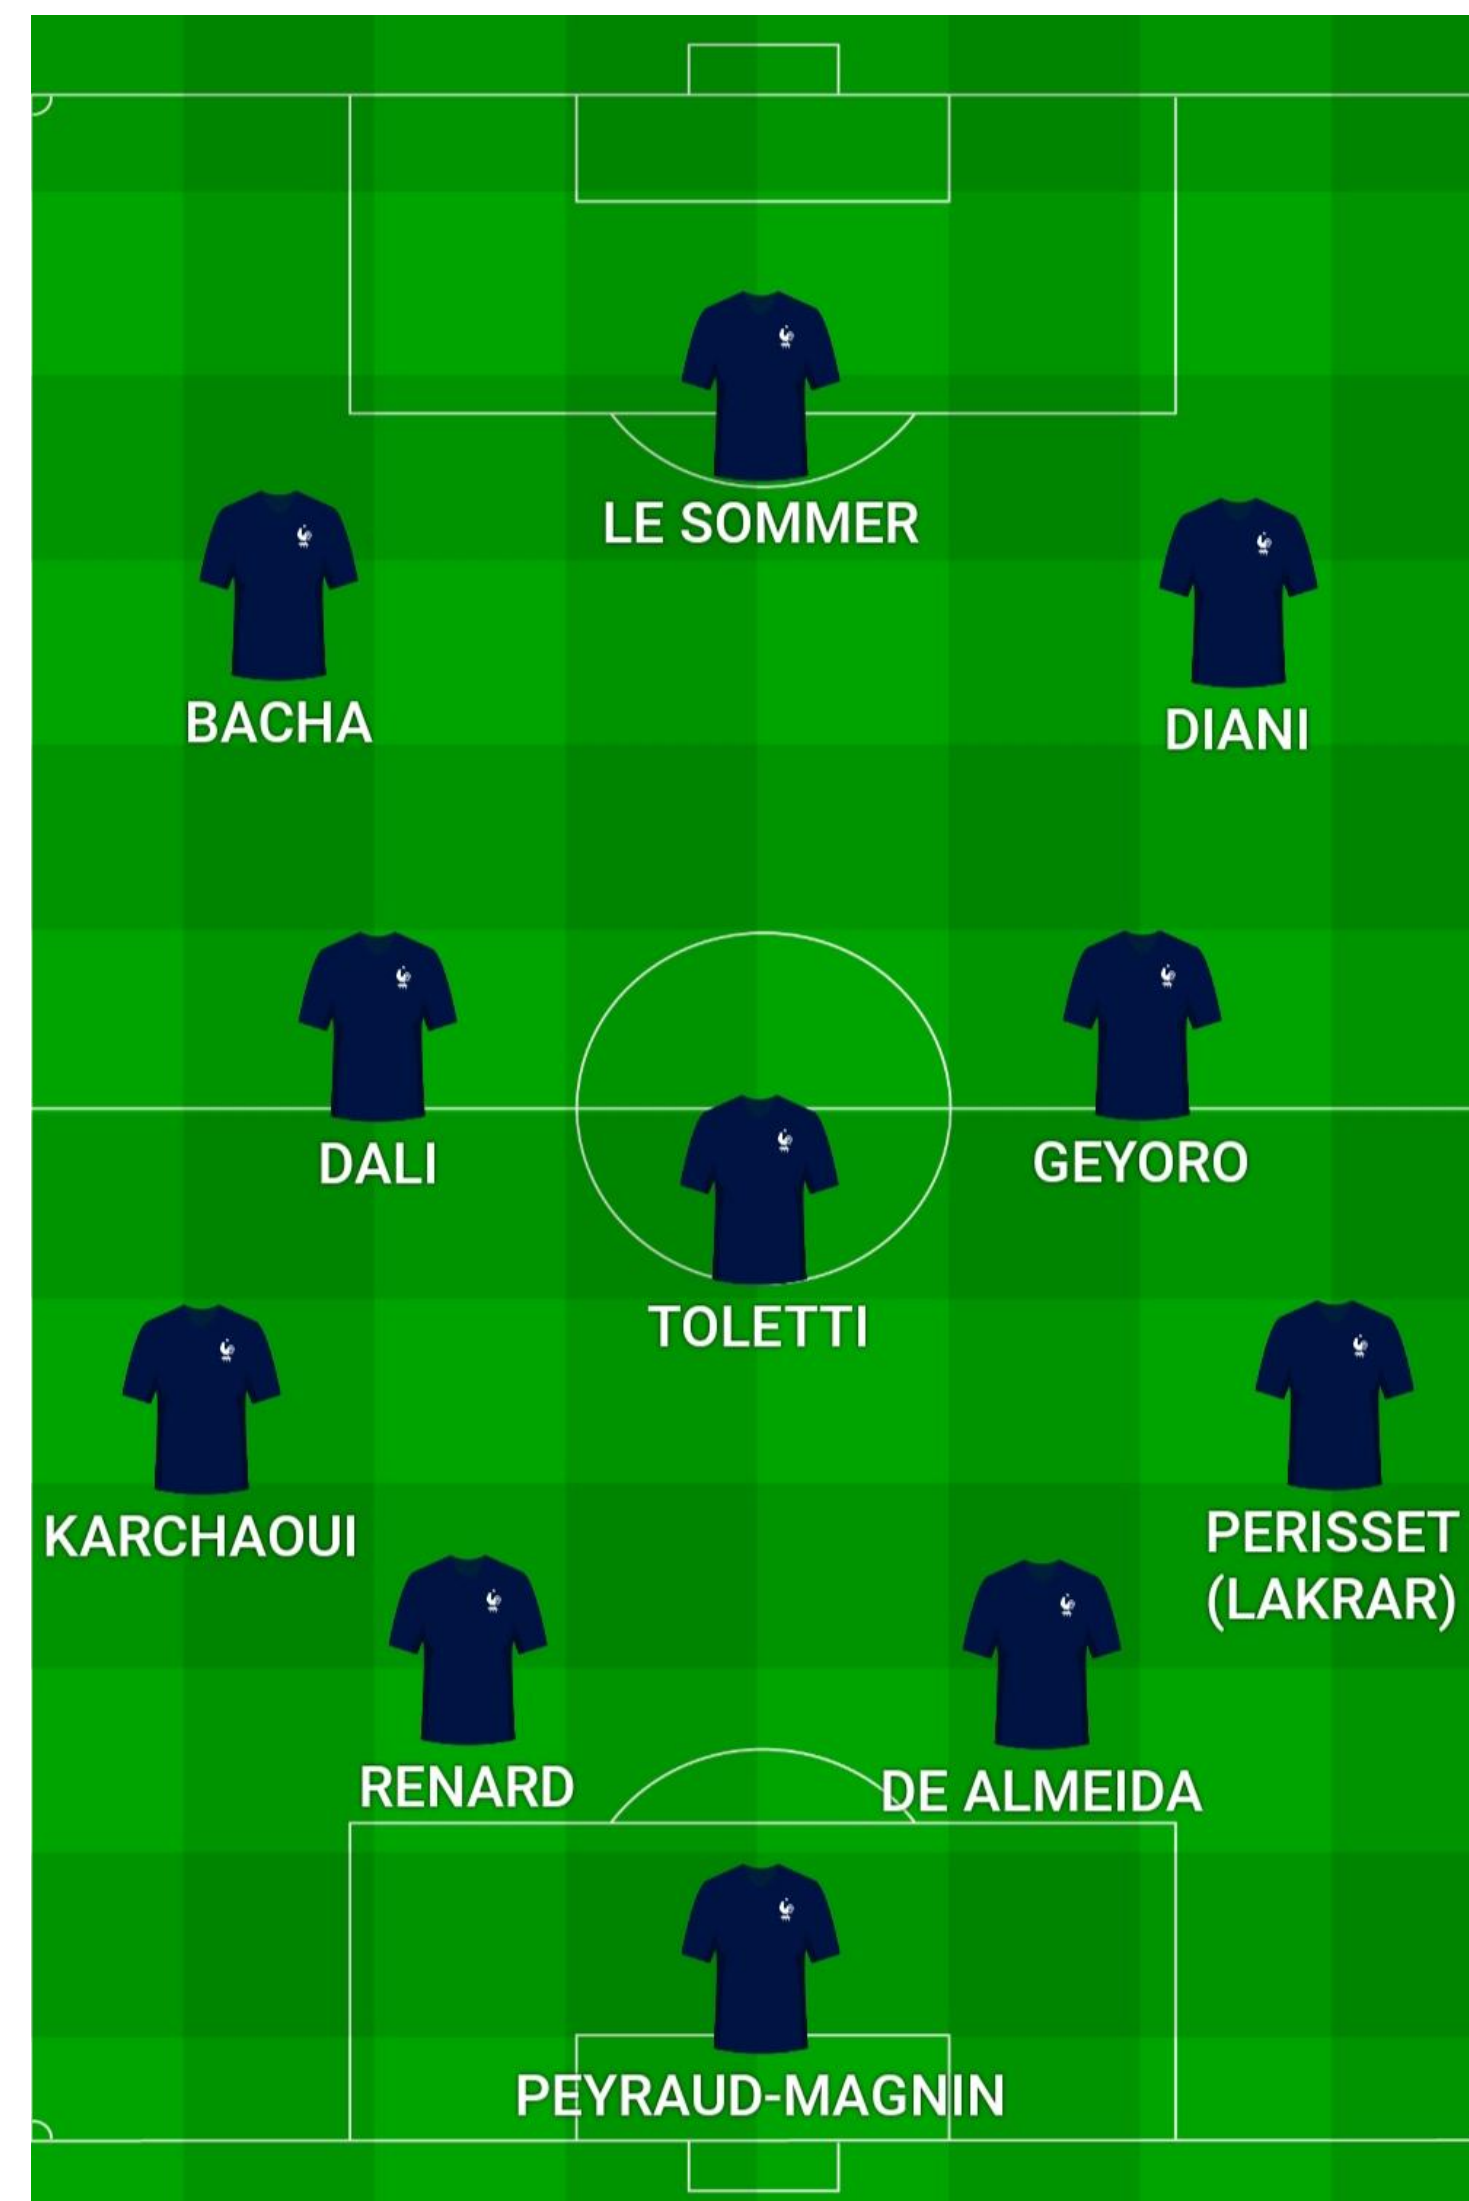 LE SOMMER
BACHA
DIANI
DALI
GEYORO
TOLETTI
KARCHAOUI
PERISSET
(LAKRAR)
RENARD
DE ALMEIDA
PEYRAUD-MAGNIN